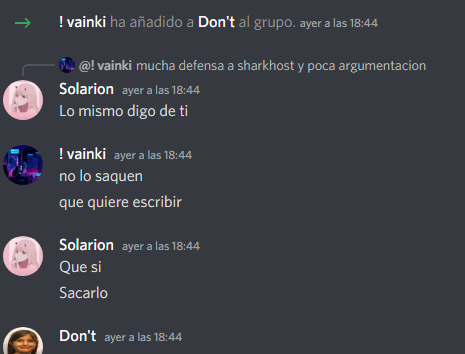 ! vainki ha añadido a Don't al grupo. ayer a las 18:44
@! vainki mucha defensa a sharkhost y poca argumentacion
Solarion ayer a las 18:44
Lo mismo digo de ti
! vainki ayer a las 18:44
no lo saquen
que quiere escribir
Solarion ayer a las 18:44
Que si
Sacarlo
Don't ayer a las 18:44